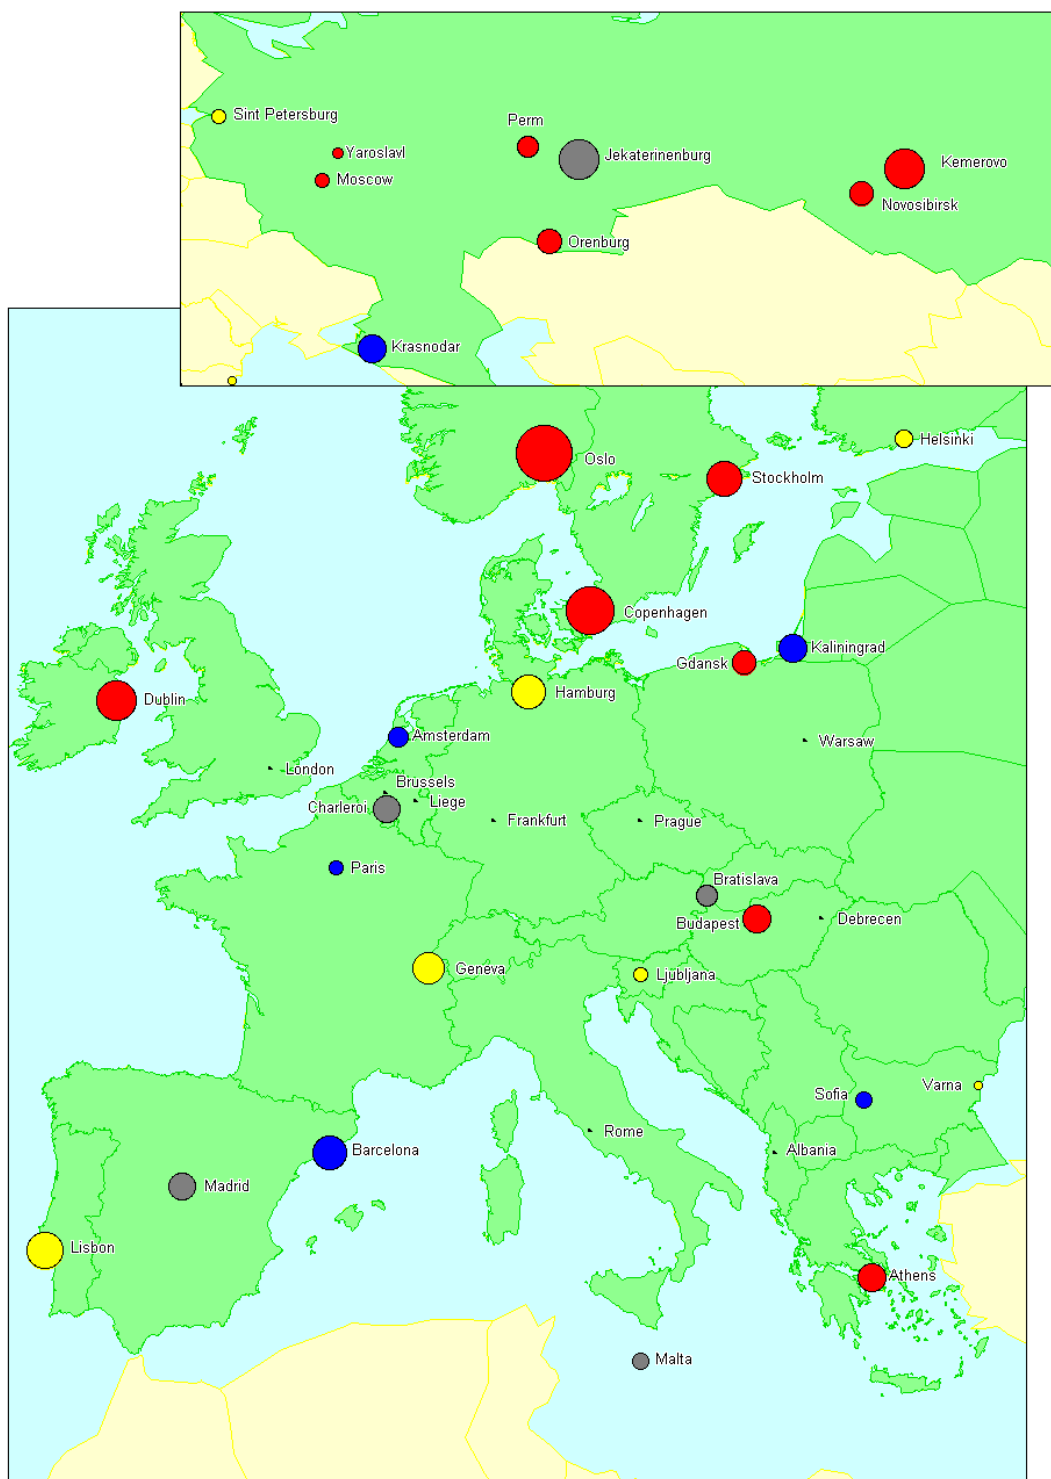 Sint Petersburg
Perm
Yaroslavl
Jekaterinenburg
Kemerovo
Moscow
Novosibirsk
Orenburg
Krasnodar
Helsinki
Oslo
Stockholm
Copenhagen
Kaliningrad
Gdansk
Hamburg
Dublin
Amsterdam
Warsaw
London
Brussels
Liege
Charleroi
Frankfurt
Prague
Paris
Bratislava
Debrecen
Budapest
Geneva
Ljubljana
Varna
Sofia
Rome
Barcelona
Albania
Madrid
Lisbon
Athens
Malta